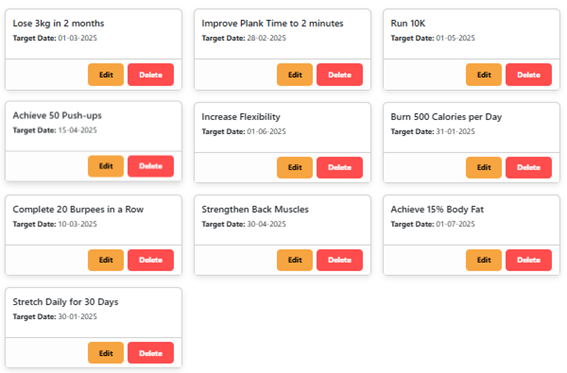 Lose 3kg in 2 months
Target Date: 01-03-2025
Edit Delete
Improve Plank Time to 2 minutes
Target Date: 28-02-2025
Edit Delete
Run 10K
Target Date: 01-05-2025
Edit Delete
Achieve 50 Push-ups
Target Date: 15-04-2025
Edit Delete
Increase Flexibility
Target Date: 01-06-2025
Edit Delete
Burn 500 Calories per Day
Target Date: 31-01-2025
Edit Delete
Complete 20 Burpees in a Row
Target Date: 10-03-2025
Edit Delete
Strengthen Back Muscles
Target Date: 30-04-2025
Edit Delete
Achieve 15% Body Fat
Target Date: 01-07-2025
Edit Delete
Stretch Daily for 30 Days
Target Date: 30-01-2025
Edit Delete